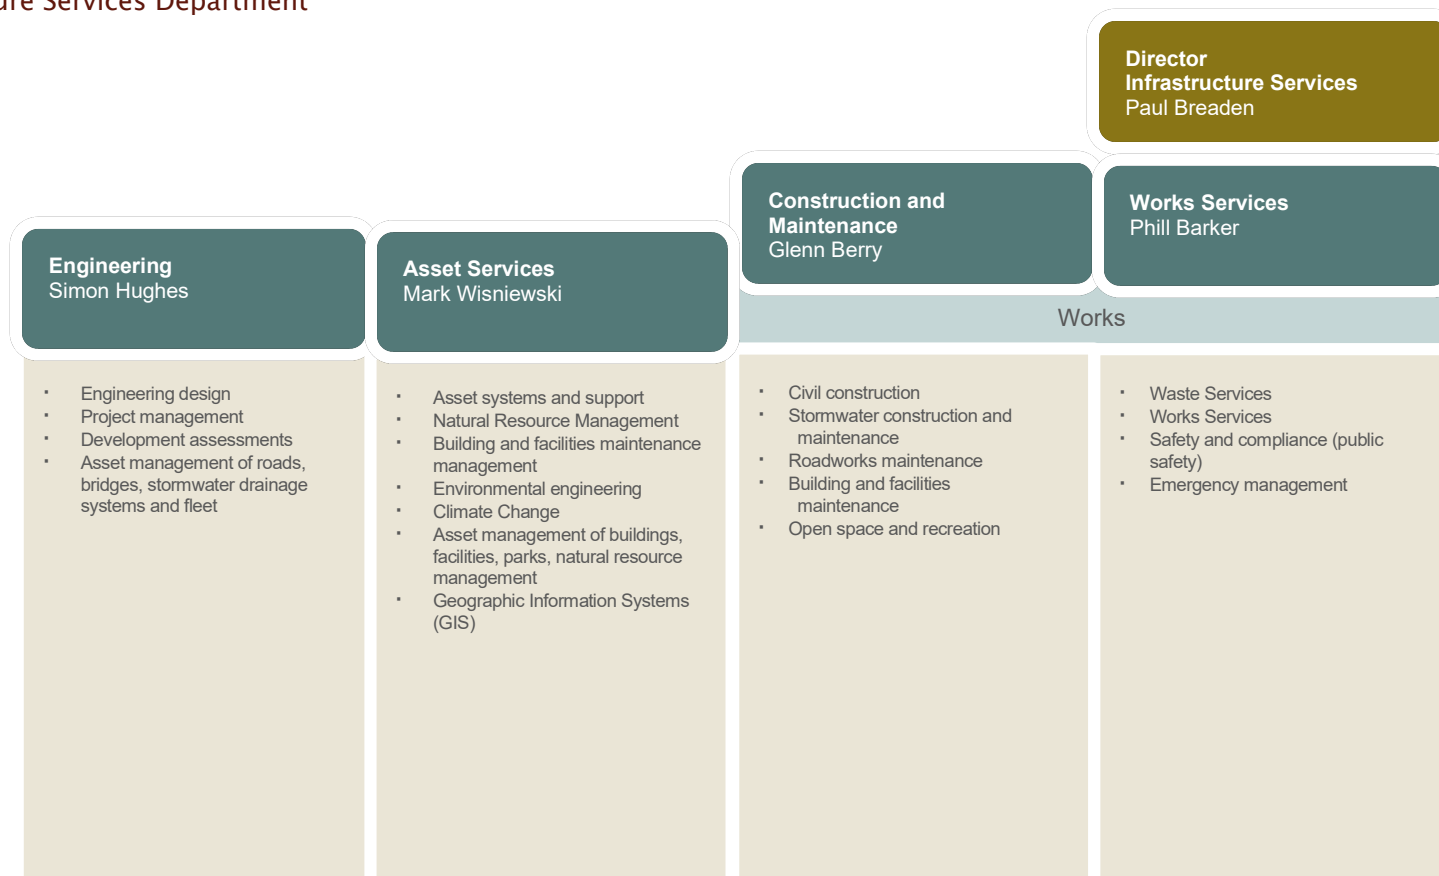 ure Services Department
Director
Infrastructure Services
Paul Breaden
Construction and
Maintenance
Glenn Berry
Works Services
Phill Barker
Engineering
Simon Hughes
Asset Services
Mark Wisniewski
Works
▪ Engineering design
▪ Project management
▪ Development assessments
▪ Asset management of roads,
bridges, stormwater drainage
systems and fleet
▪ Asset systems and support
▪ Natural Resource Management
▪ Building and facilities maintenance
management
▪ Environmental engineering
▪ Climate Change
▪ Asset management of buildings,
facilities, parks, natural resource
management
▪ Geographic Information Systems
(GIS)
▪ Civil construction
▪ Stormwater construction and
maintenance
▪ Roadworks maintenance
▪ Building and facilities
maintenance
▪ Open space and recreation
▪ Waste Services
▪ Works Services
▪ Safety and compliance (public
safety)
▪ Emergency management